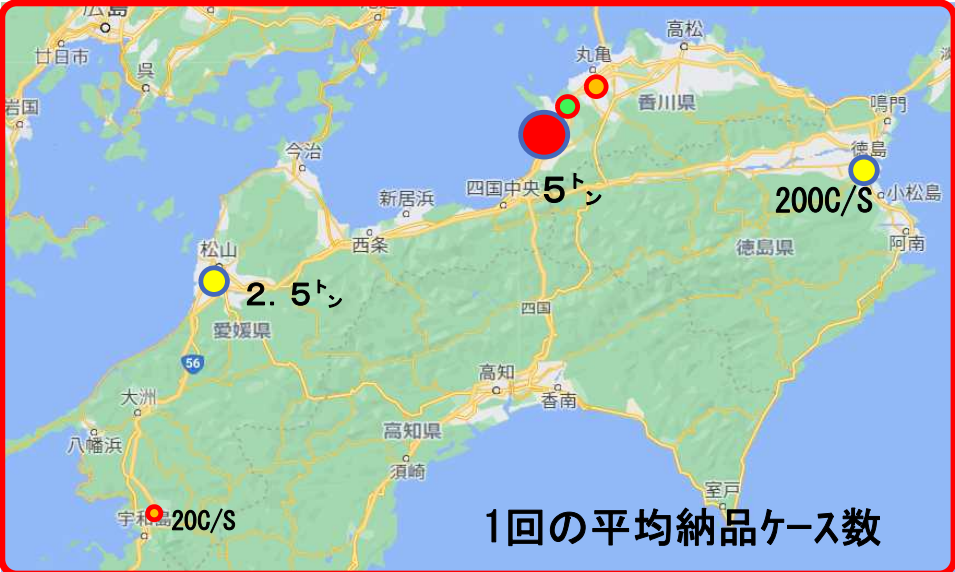 広島
廿日市
呉
岩国
高松
丸亀
香川県
鳴門
徳島
小松島
200C/S
阿南
徳島県
今治
新居浜
四国中央
5㌧
西条
松山
2.5㌧
愛媛県
四国
56
大洲
高知
香南
八幡浜
高知県
須崎
室戸
宇和島
20C/S
1回の平均納品ケース数